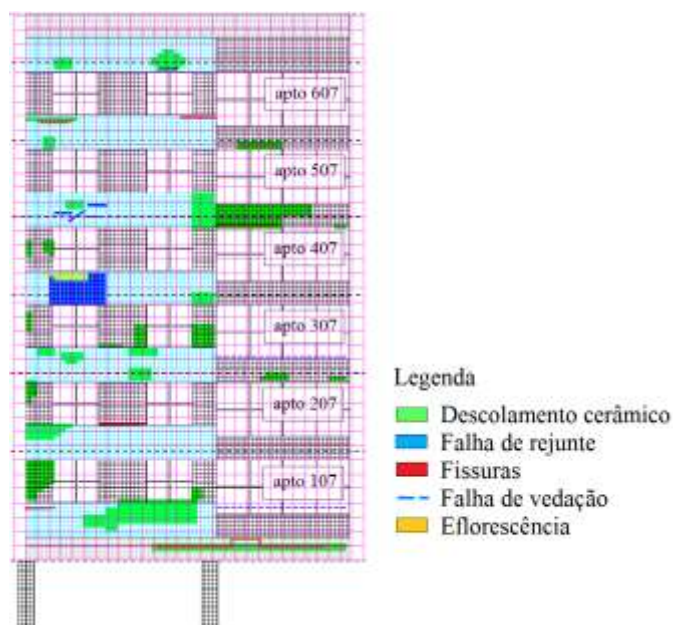 apto 607
apto 507
apto 407
apto 307
apto 207
apto 107
Legenda
Descolamento cerâmico
Falha de rejunte
Fissuras
Falha de vedação
Eflorescência